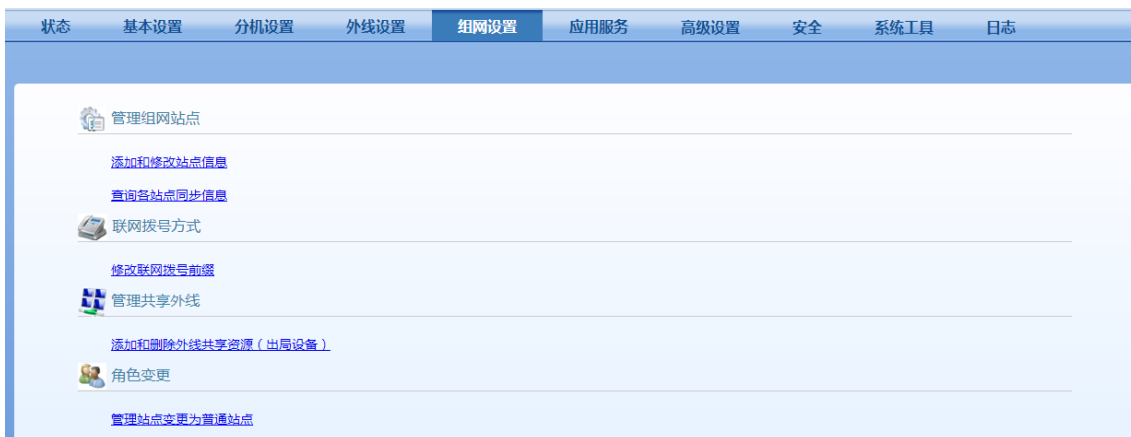 状态 基本设置 分机设置 外线设置 组网设置 应用服务 高级设置 安全 系统工具 日志
管理组网站点
添加和修改站点信息
查询各站点同步信息
联网拨号方式
修改联网拨号前缀
管理共享外线
添加和删除外线共享资源（出局设备）
角色变更
管理站点变更为普通站点